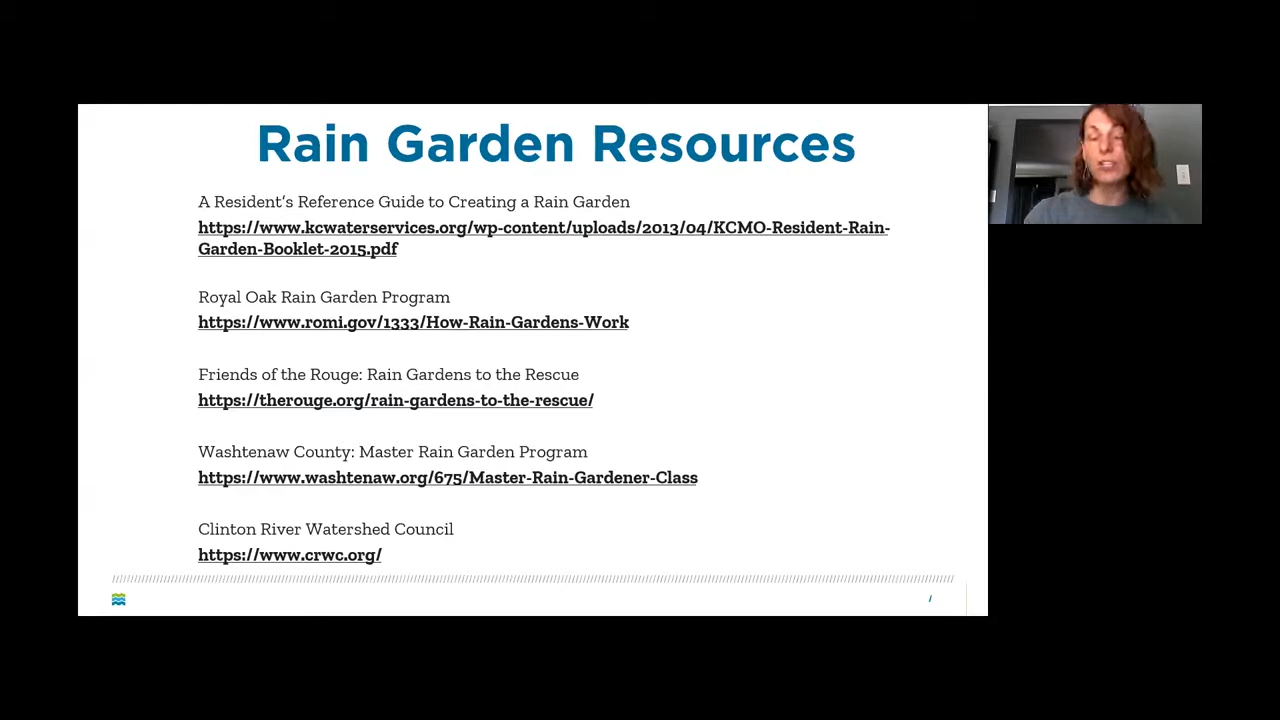 Rain Garden Resources
A Resident’s Reference Guide to Creating a Rain Garden
https://www.kcwaterservices.org/wp-content/uploads/2013/04/KCMO-Resident-Rain-
Garden-Booklet-2015.pdf
Royal Oak Rain Garden Program
https://www.romi.gov/1333/How-Rain-Gardens-Work
Friends of the Rouge: Rain Gardens to the Rescue
https://therouge.org/rain-gardens-to-the-rescue/
Washtenaw County: Master Rain Garden Program
https://www.washtenaw.org/675/Master-Rain-Gardener-Class
Clinton River Watershed Council
https://www.crwc.org/